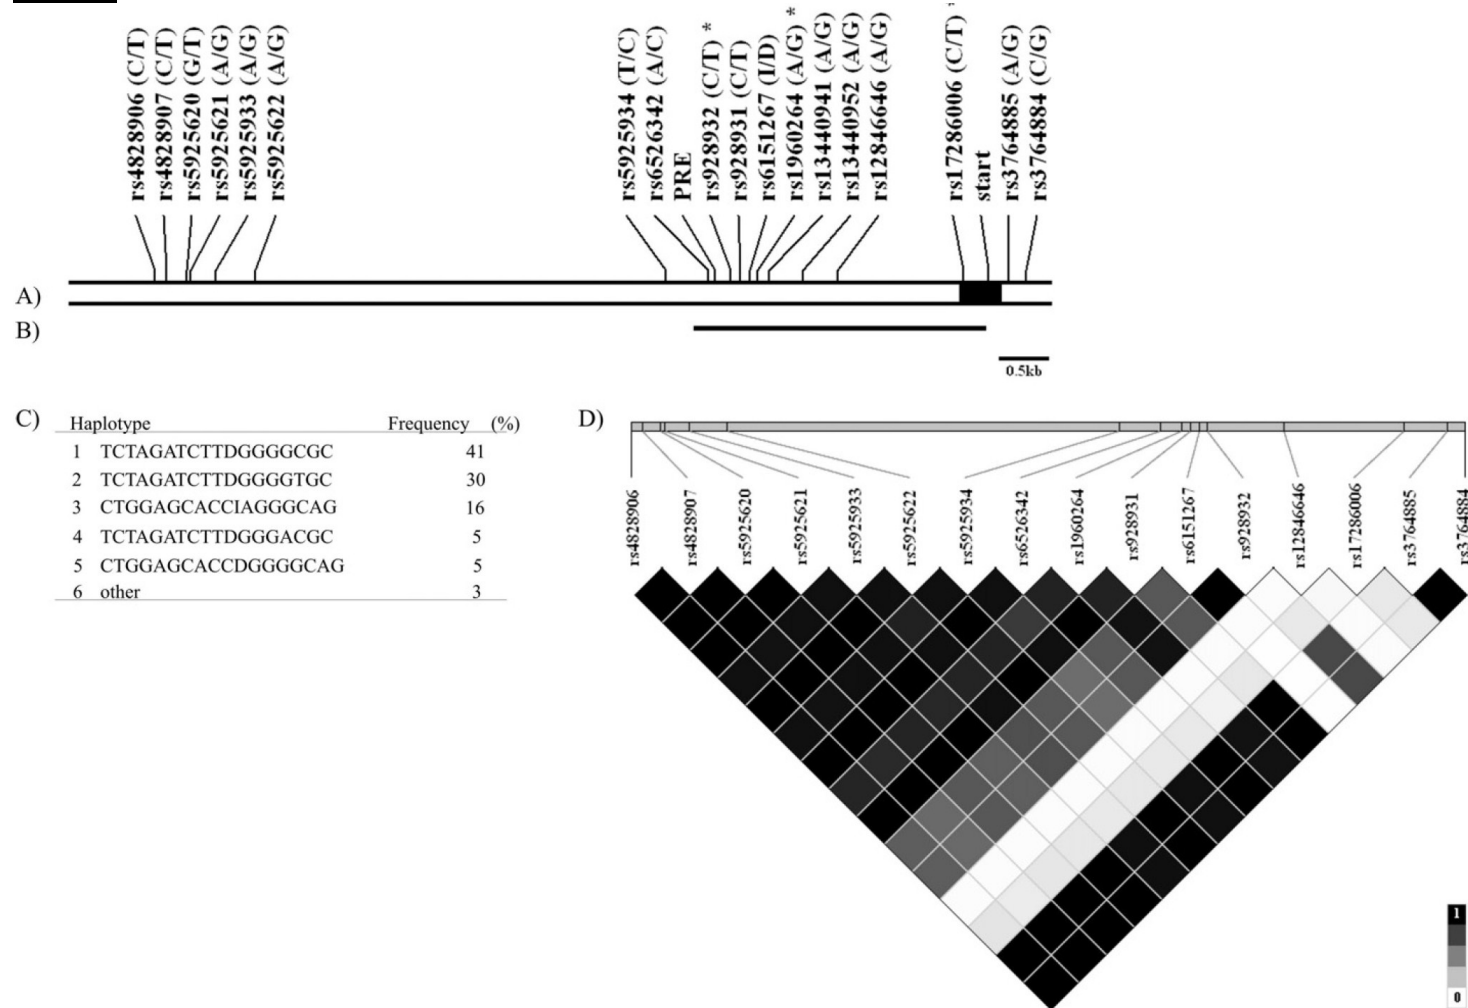 rs4828906 (C/T)
rs4828907 (C/T)
rs5925620 (G/T)
rs5925621 (A/G)
rs5925933 (A/G)
rs5925622 (A/G)
rs5925934 (T/C)
rs6526342 (A/C)
PRE
rs928932 (C/T) *
rs928931 (C/T)
rs6151267 (I/D)
rs1960264 (A/G) *
rs13440941 (A/G)
rs13440952 (A/G)
rs12846646 (A/G)
rs17286006 (C/T) *
start
rs3764885 (A/G)
rs3764884 (C/G)
A)
B)
0.5kb
C)
Haplotype Frequency (%)
1 TCTAGATCTTDGGGGCGC 41
2 TCTAGATCTTDGGGGTGC 30
3 CTGGAGCACCIAGGGCAG 16
4 TCTAGATCTTDGGGACGC 5
5 CTGGAGCACCDGGGGCAG 5
6 other 3
D)
rs4828906
rs4828907
rs5925620
rs5925621
rs5925933
rs5925622
rs5925934
rs6526342
rs1960264
rs928931
rs6151267
rs928932
rs12846646
rs17286006
rs3764885
rs3764884
1
0